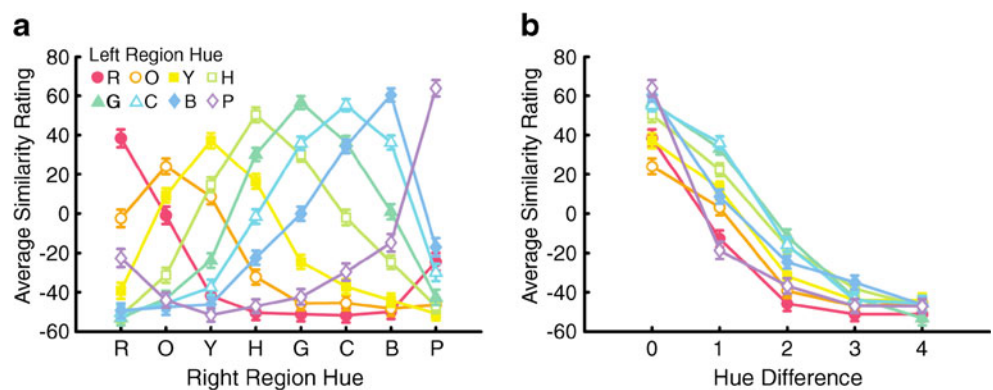 a
Left Region Hue
R O Y H
G C B P
Average Similarity Rating
80
60
40
20
0
-20
-40
-60
R O Y H G C B P
Right Region Hue
b
Average Similarity Rating
80
60
40
20
0
-20
-40
-60
0 1 2 3 4
Hue Difference